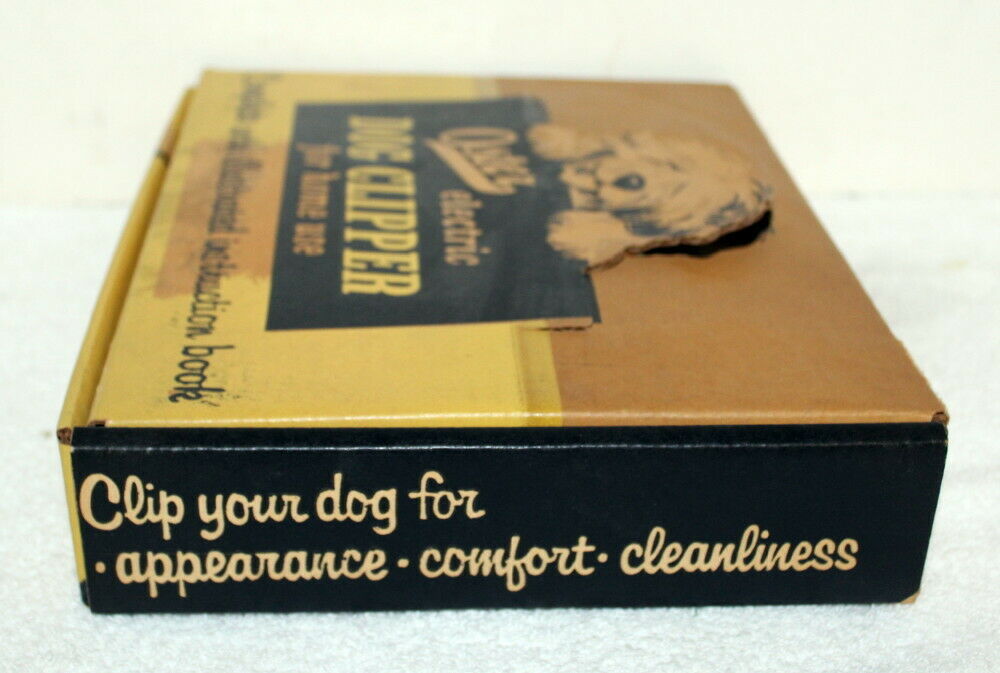 Oster
electric
DOG CLIPPER
for home use
Complete with illustrated instruction book
Clip your dog for
• appearance • comfort • cleanliness